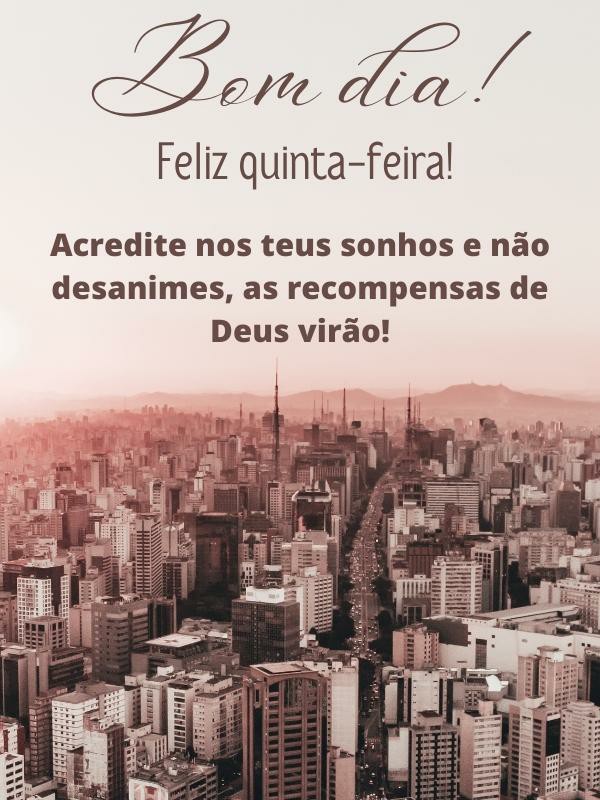 Bom dia!
Feliz quinta-feira!
Acredite nos teus sonhos e não
desanimes, as recompensas de
Deus virão!